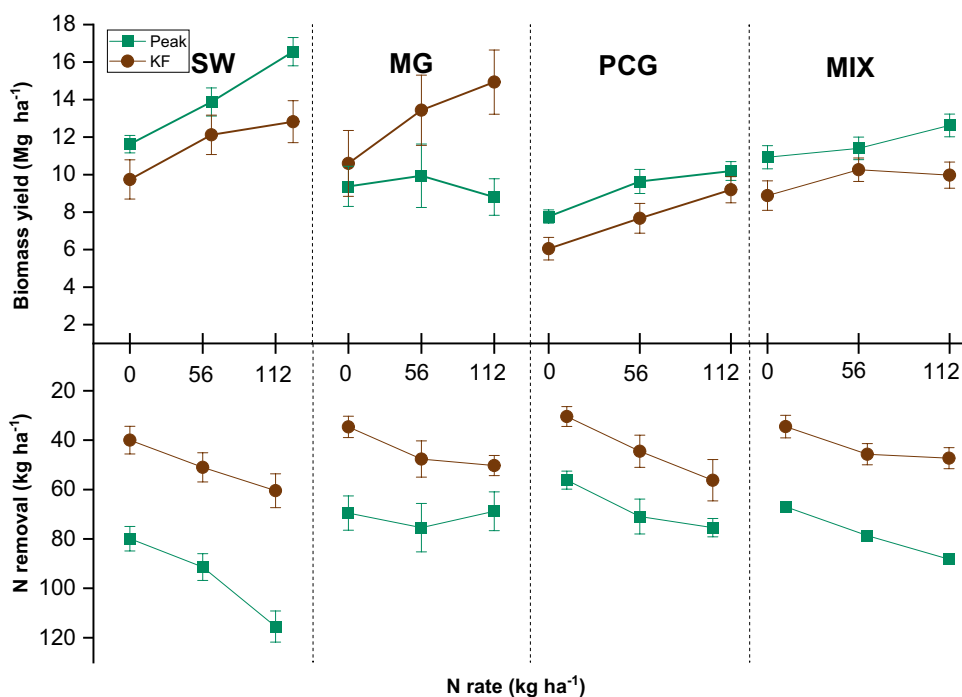 18
16
14
12
10
8
6
4
2
Biomass yield (Mg ha⁻¹)
Peak
KF
SW
MG
PCG
MIX
0 56 112 0 56 112 0 56 112 0 56 112
20
40
60
80
100
120
N removal (kg ha⁻¹)
N rate (kg ha⁻¹)